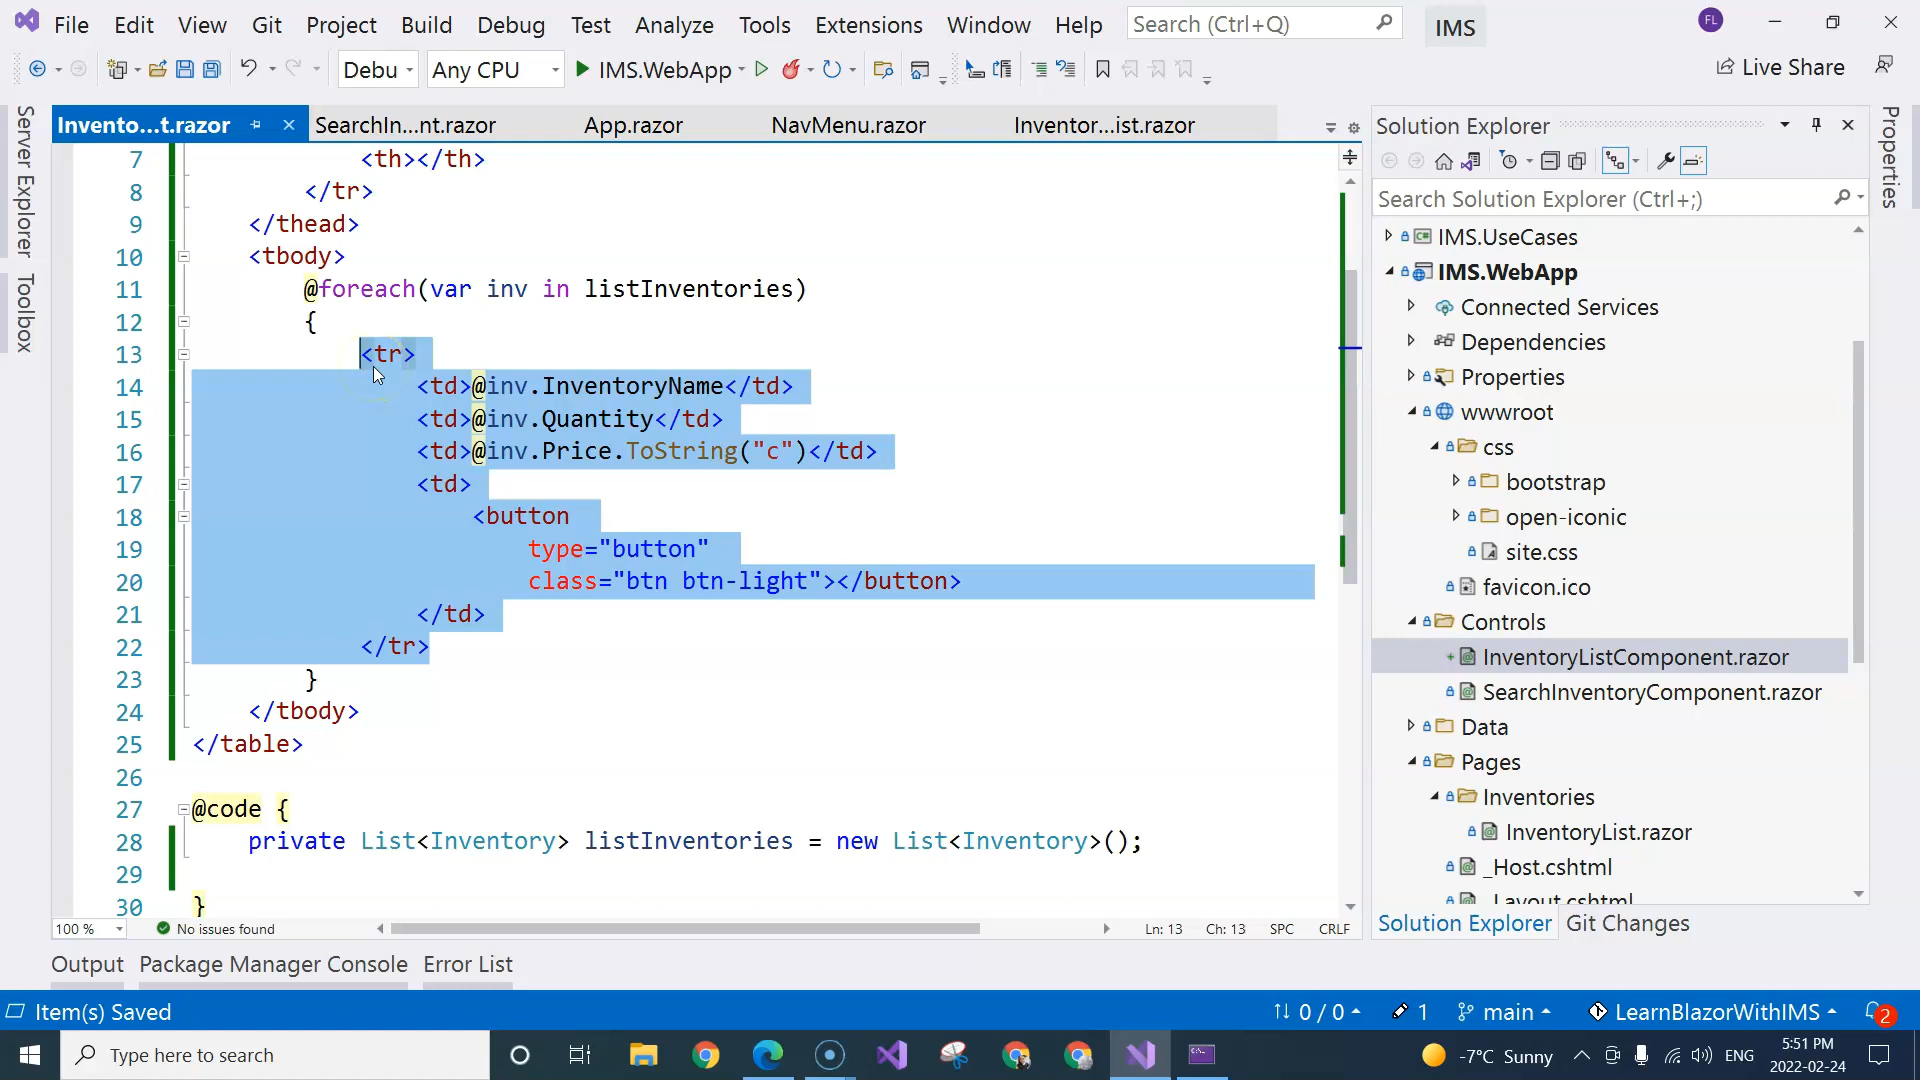 File Edit View Git Project Build Debug Test Analyze Tools Extensions Window Help Search (Ctrl+Q) IMS FL
Debu Any CPU IMS.WebApp Live Share
Server Explorer
Toolbox
Invento...t.razor SearchIn...nt.razor App.razor NavMenu.razor Inventor...ist.razor
7 <th></th>
8 </tr>
9 </thead>
10 <tbody>
11 @foreach(var inv in listInventories)
12 {
13 <tr>
14 <td>@inv.InventoryName</td>
15 <td>@inv.Quantity</td>
16 <td>@inv.Price.ToString("c")</td>
17 <td>
18 <button
19 type="button"
20 class="btn btn-light"></button>
21 </td>
22 </tr>
23 }
24 </tbody>
25 </table>
26
27 @code {
28 private List<Inventory> listInventories = new List<Inventory>();
29
30 }
100 % No issues found Ln: 13 Ch: 13 SPC CRLF
Solution Explorer
Search Solution Explorer (Ctrl+;)
IMS.UseCases
IMS.WebApp
Connected Services
Dependencies
Properties
wwwroot
css
bootstrap
open-iconic
site.css
favicon.ico
Controls
InventoryListComponent.razor
SearchInventoryComponent.razor
Data
Pages
Inventories
InventoryList.razor
_Host.cshtml
_Layout.cshtml
Solution Explorer Git Changes
Properties
Output Package Manager Console Error List
Item(s) Saved 0 / 0 1 main LearnBlazorWithIMS 2
Type here to search -7°C Sunny ENG 5:51 PM
2022-02-24